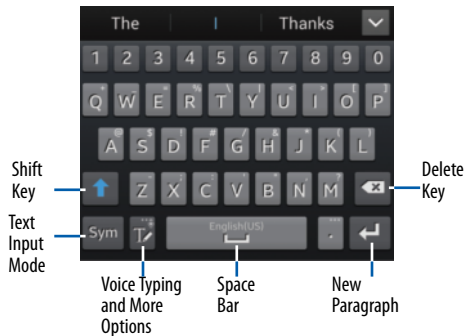 The I Thanks
1 2 3 4 5 6 7 8 9 0
Q W E R T Y U I O P
A S D F G H J K L
Shift
Key
Z X C V B N M
Delete
Key
Text
Input
Mode
Sym T English(US) .
Voice Typing
and More
Options
Space
Bar
New
Paragraph